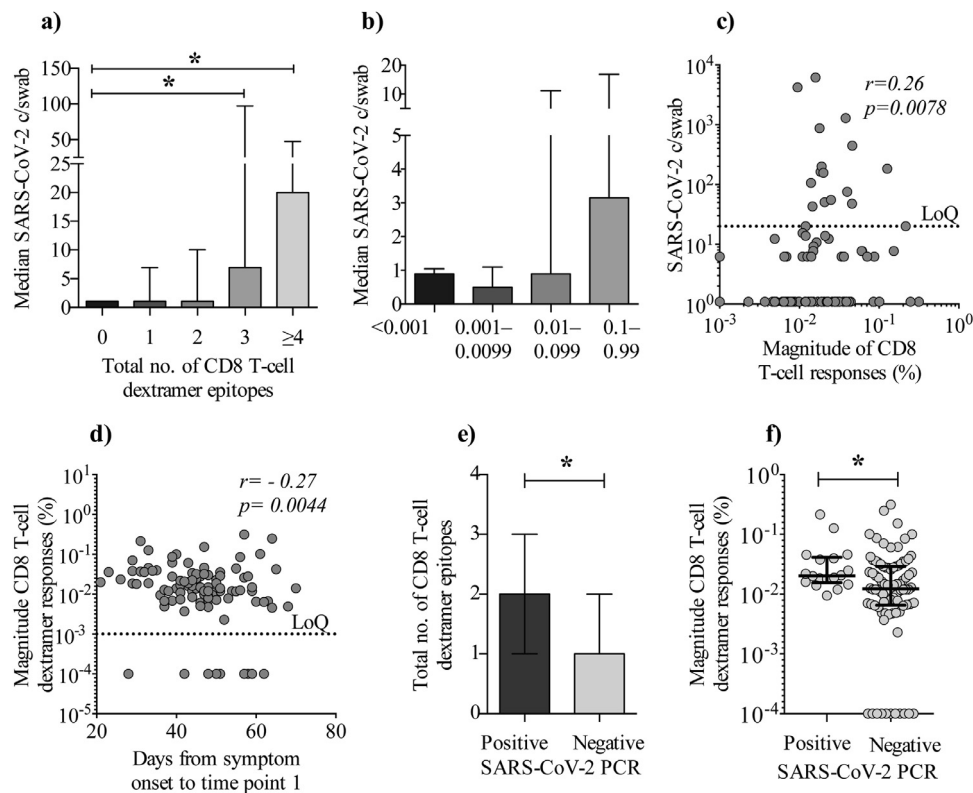 a)
Median SARS-CoV-2 c/swab
150
100
50
25
20
15
10
5
0
*
*
0 1 2 3 ≥4
Total no. of CD8 T-cell
dextramer epitopes
b)
Median SARS-CoV-2 c/swab
20
10
5
4
3
2
1
0
<0.001 0.001– 0.01– 0.1–
0.0099 0.099 0.99
c)
SARS-CoV-2 c/swab
10^4
10^3
10^2
10^1
10^0
r=0.26
p=0.0078
LoQ
10^-3 10^-2 10^-1 10^0
Magnitude of CD8
T-cell responses (%)
d)
Magnitude CD8 T-cell
dextramer responses (%)
10^1
10^0
10^-1
10^-2
10^-3
10^-4
10^-5
r= - 0.27
p= 0.0044
LoQ
20 40 60 80
Days from symptom
onset to time point 1
e)
Total no. of CD8 T-cell
dextramer epitopes
4
3
2
1
0
*
Positive Negative
SARS-CoV-2 PCR
f)
Magnitude CD8 T-cell
dextramer responses (%)
10^0
10^-1
10^-2
10^-3
10^-4
*
Positive Negative
SARS-CoV-2 PCR